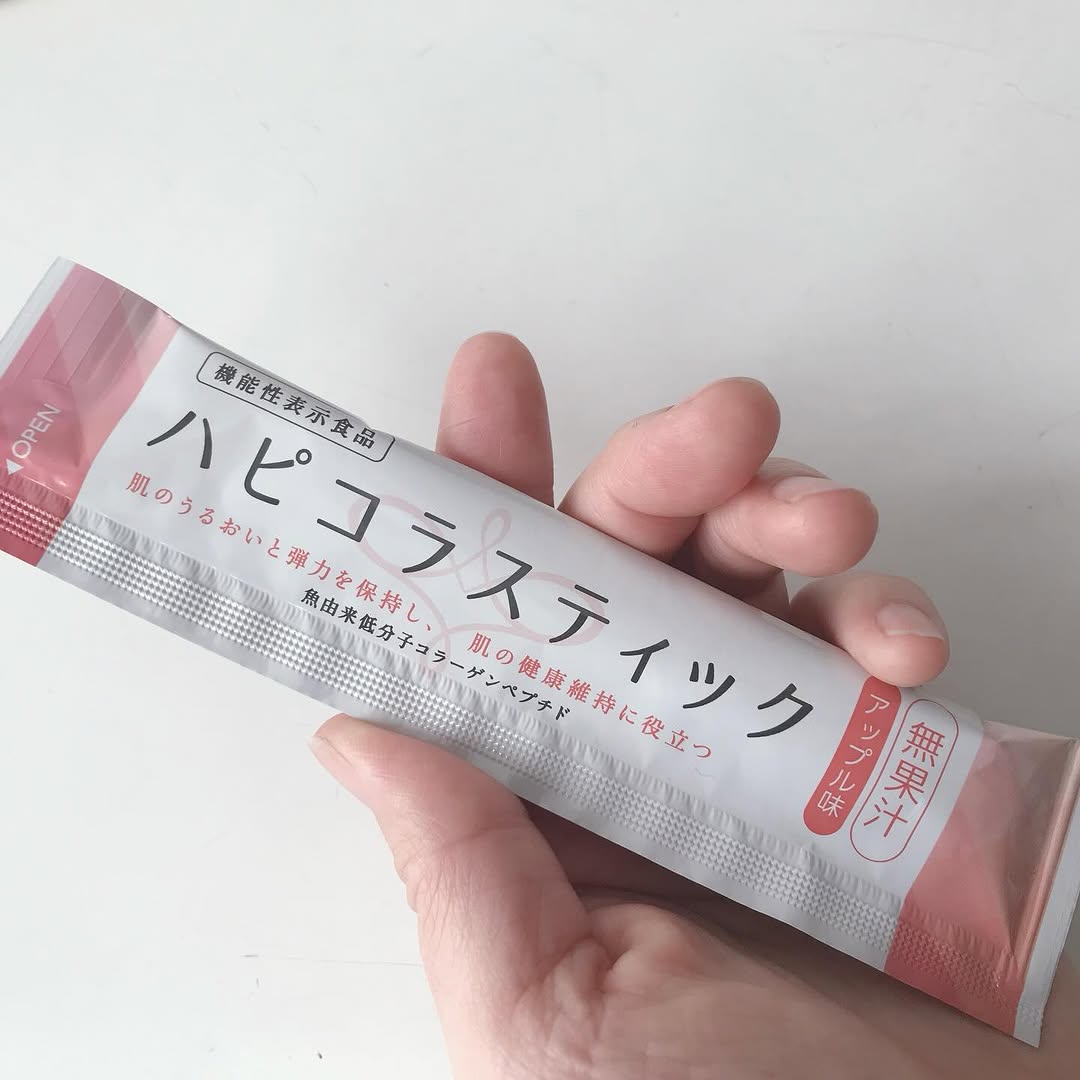 機能性表示食品
ハピコラスティック
肌のうるおいと弾力を保持し、 肌の健康維持に役立つ
魚由来低分子コラーゲンペプチド
無果汁
アップル味
◀OPEN